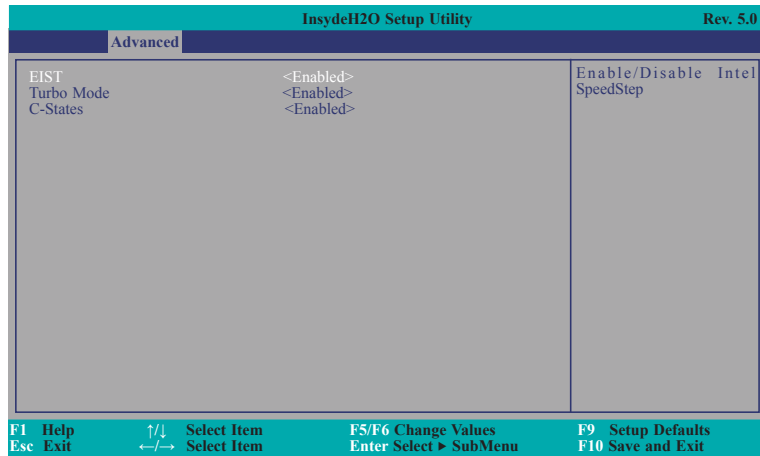 InsydeH2O Setup Utility Rev. 5.0
Advanced
EIST <Enabled>
Turbo Mode <Enabled>
C-States <Enabled>
Enable/Disable Intel
SpeedStep
F1 Help ↑/↓ Select Item F5/F6 Change Values F9 Setup Defaults
Esc Exit ←/→ Select Item Enter Select ► SubMenu F10 Save and Exit